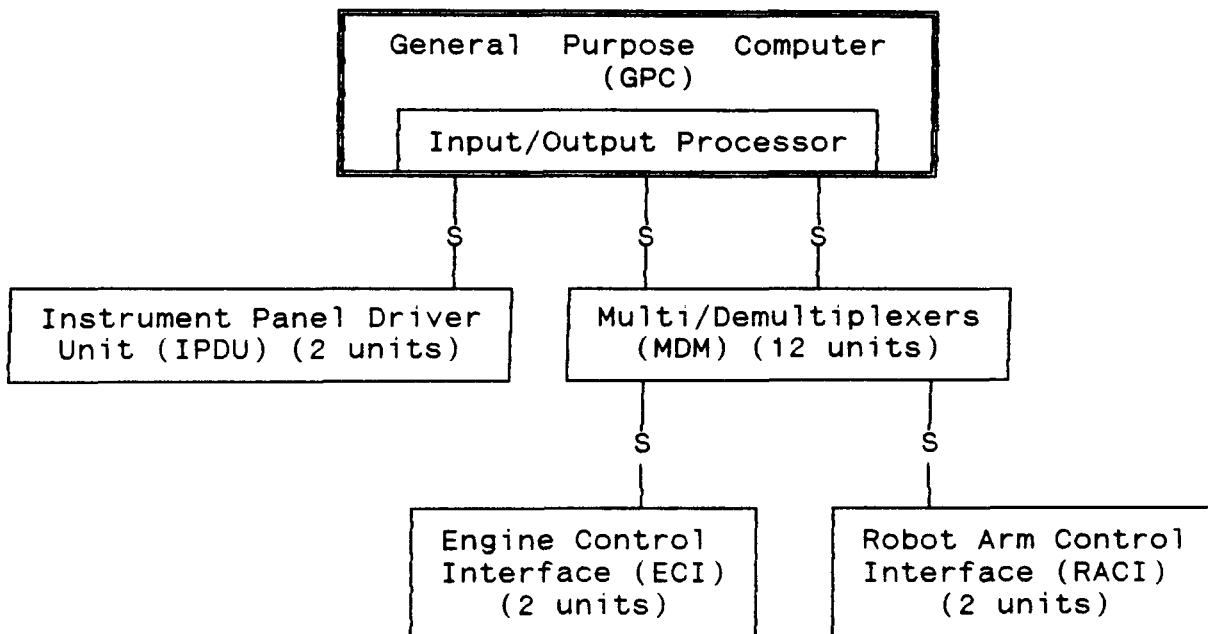 General Purpose Computer
(GPC)
Input/Output Processor
S
S
S
Instrument Panel Driver
Unit (IPDU) (2 units)
Multi/Demultiplexers
(MDM) (12 units)
S
S
Engine Control
Interface (ECI)
(2 units)
Robot Arm Control
Interface (RACI)
(2 units)